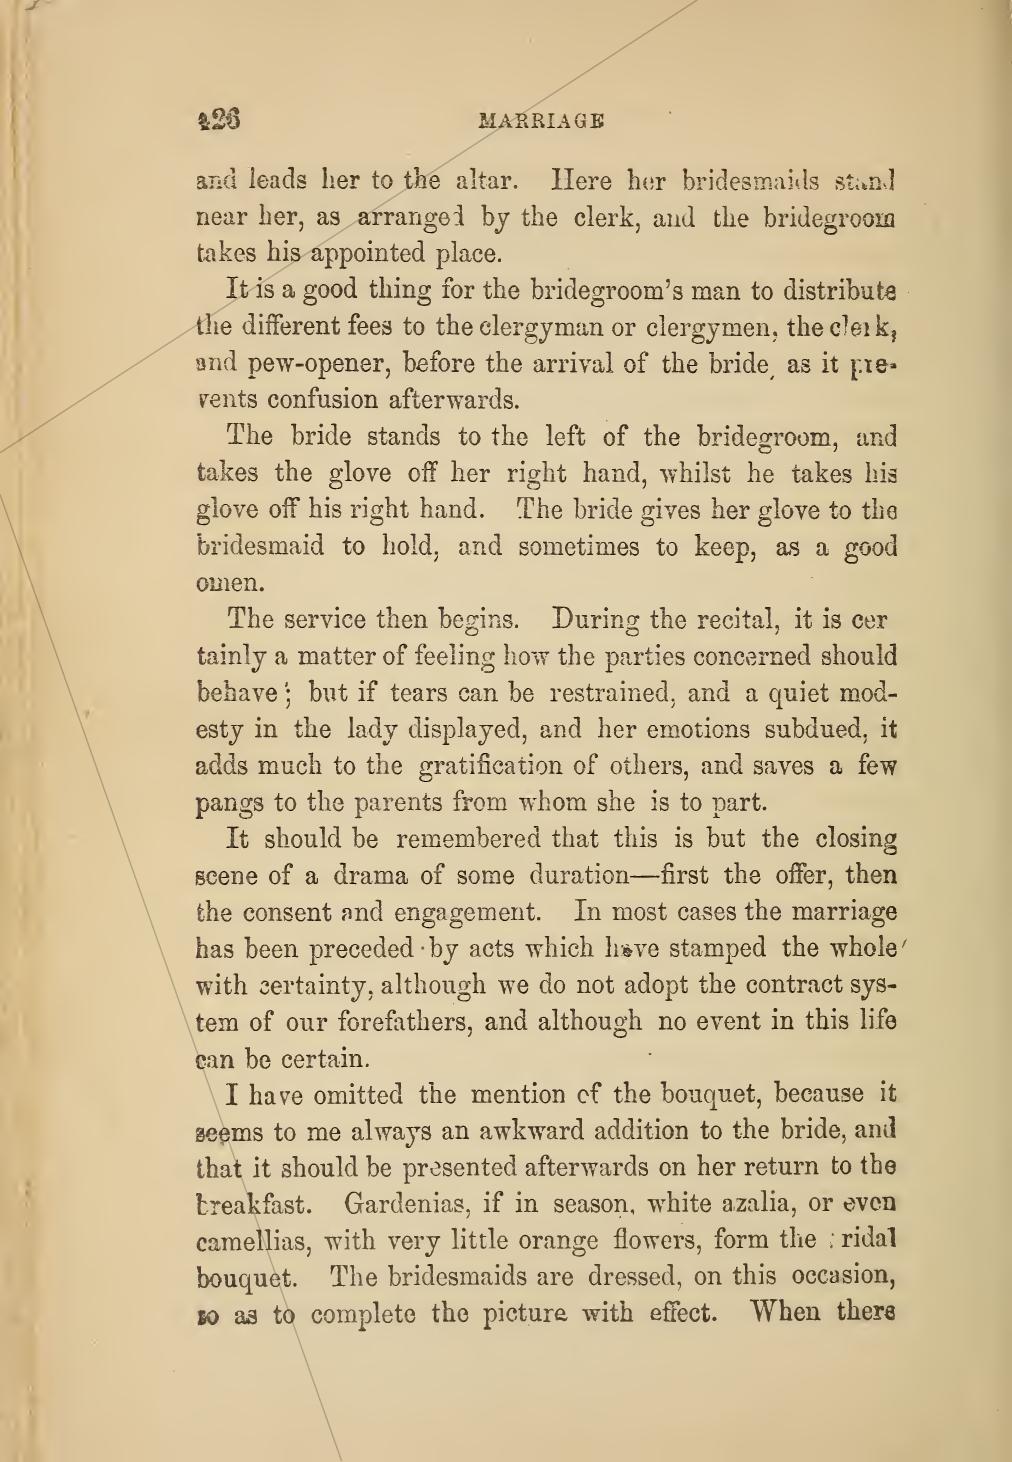 426
MARRIAGE
and leads her to the altar. Here her bridesmaids stand
near her, as arranged by the clerk, and the bridegroom
takes his appointed place.
It is a good thing for the bridegroom's man to distribute
the different fees to the clergyman or clergymen, the clerk,
and pew-opener, before the arrival of the bride, as it pre-
vents confusion afterwards.
The bride stands to the left of the bridegroom, and
takes the glove off her right hand, whilst he takes his
glove off his right hand. The bride gives her glove to the
bridesmaid to hold, and sometimes to keep, as a good
omen.
The service then begins. During the recital, it is cer
tainly a matter of feeling how the parties concerned should
behave; but if tears can be restrained, and a quiet mod-
esty in the lady displayed, and her emotions subdued, it
adds much to the gratification of others, and saves a few
pangs to the parents from whom she is to part.
It should be remembered that this is but the closing
scene of a drama of some duration—first the offer, then
the consent and engagement. In most cases the marriage
has been preceded by acts which have stamped the whole
with certainty, although we do not adopt the contract sys-
tem of our forefathers, and although no event in this life
can be certain.
I have omitted the mention of the bouquet, because it
seems to me always an awkward addition to the bride, and
that it should be presented afterwards on her return to the
breakfast. Gardenias, if in season, white azalia, or even
camellias, with very little orange flowers, form the ridal
bouquet. The bridesmaids are dressed, on this occasion,
so as to complete the picture with effect. When there